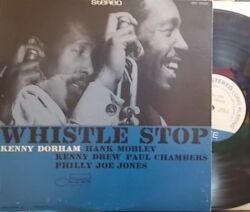 STEREO
WHISTLE STOP
KENNY DORHAM HANK MOBLEY
KENNY DREW PAUL CHAMBERS
PHILLY JOE JONES